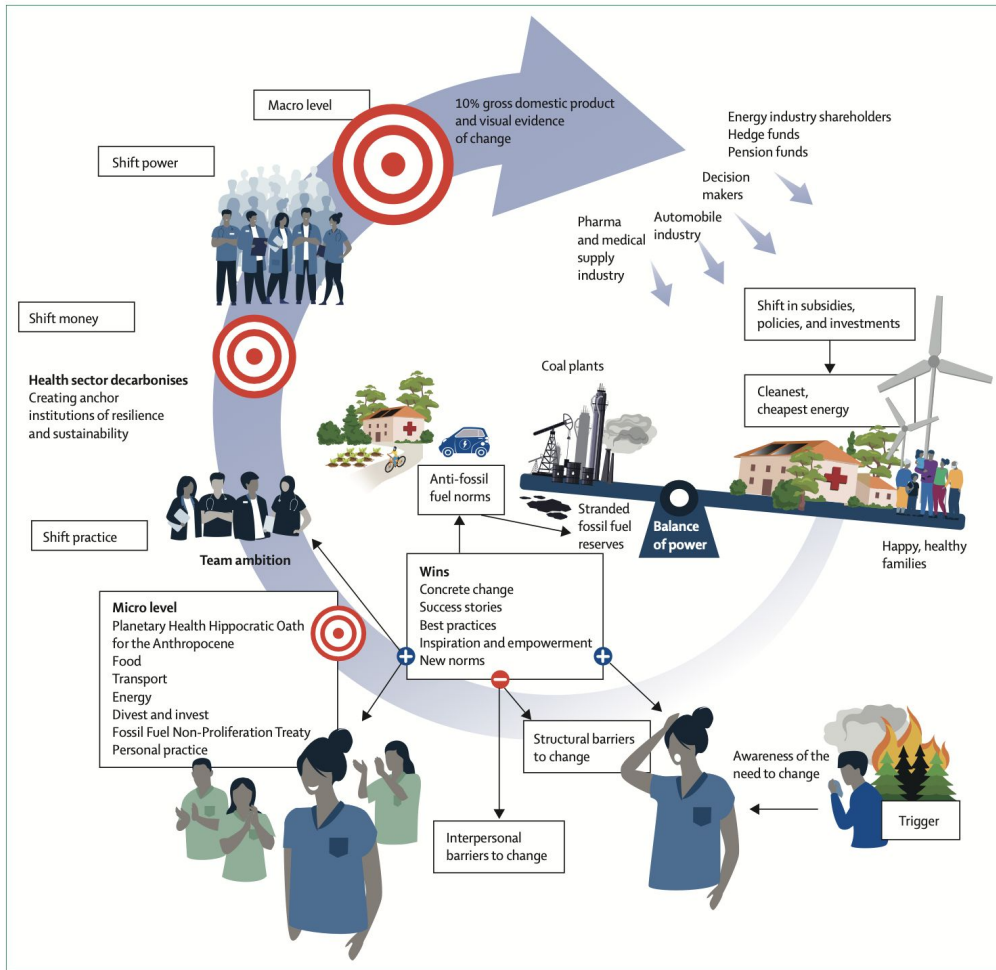 Macro level
10% gross domestic product
and visual evidence
of change
Energy industry shareholders
Hedge funds
Pension funds
Shift power
Decision
makers
Automobile
industry
Pharma
and medical
supply
industry
Shift money
Shift in subsidies,
policies, and investments
Health sector decarbonises
Creating anchor
institutions of resilience
and sustainability
Coal plants
Cleanest,
cheapest energy
Anti-fossil
fuel norms
Stranded
fossil fuel
reserves
Balance
of power
Happy, healthy
families
Shift practice
Team ambition
Wins
Concrete change
Success stories
Best practices
Inspiration and empowerment
New norms
Micro level
Planetary Health Hippocratic Oath
for the Anthropocene
Food
Transport
Energy
Divest and invest
Fossil Fuel Non-Proliferation Treaty
Personal practice
Structural barriers
to change
Awareness of the
need to change
Trigger
Interpersonal
barriers to change